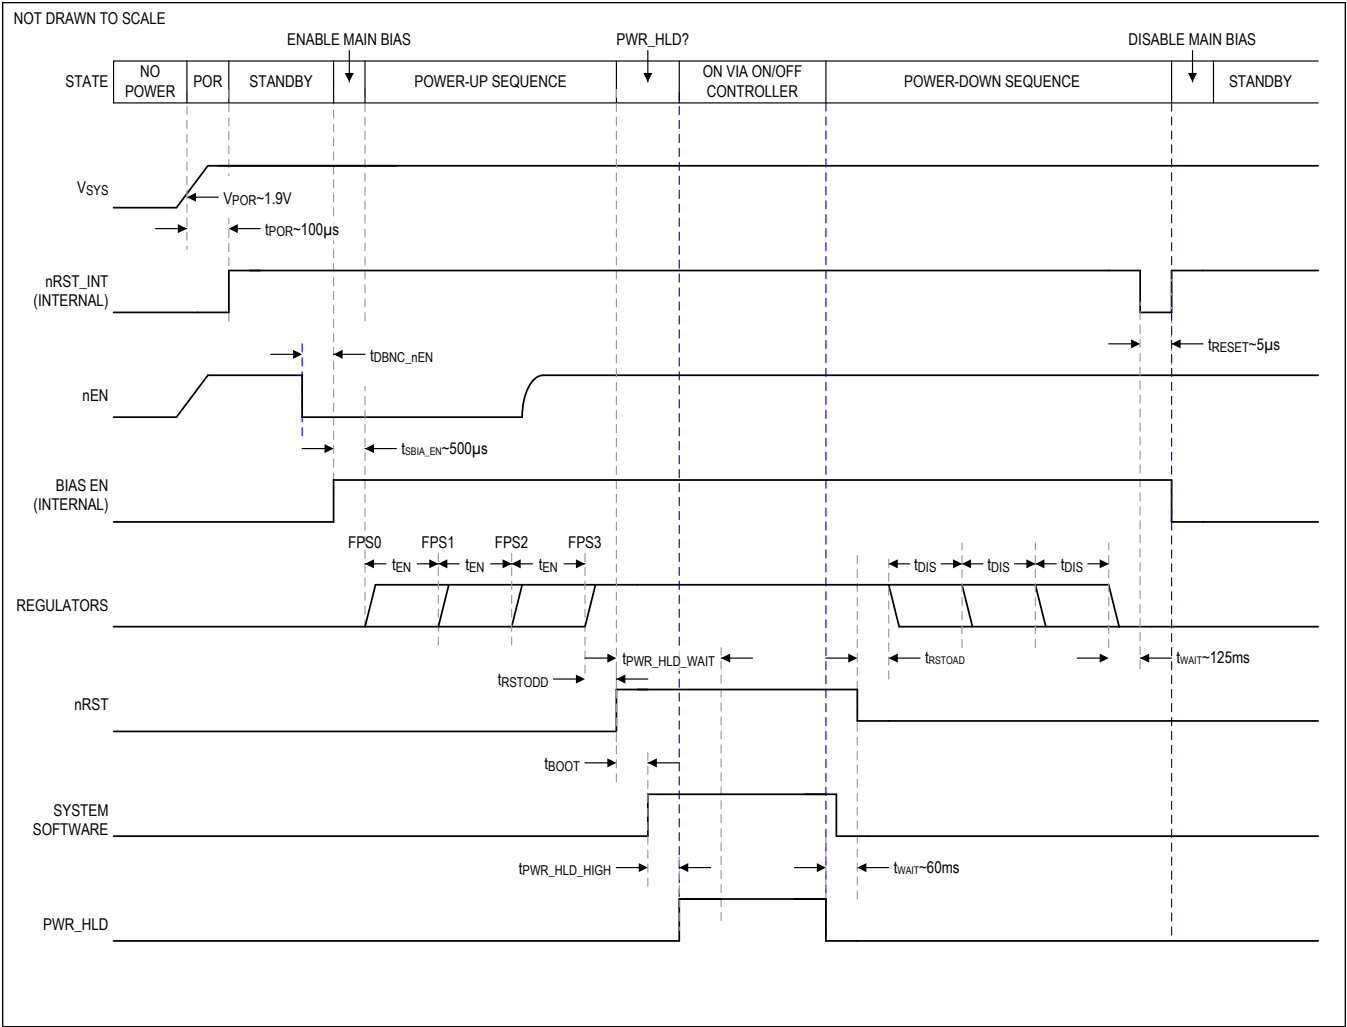 NOT DRAWN TO SCALE
ENABLE MAIN BIAS
PWR_HLD?
DISABLE MAIN BIAS
STATE
NO
POWER
POR
STANDBY
POWER-UP SEQUENCE
ON VIA ON/OFF
CONTROLLER
POWER-DOWN SEQUENCE
STANDBY
VSYS
VPOR~1.9V
tPOR~100µs
nRST_INT
(INTERNAL)
tDBNC_nEN
tRESET~5µs
nEN
tSBIA_EN~500µs
BIAS EN
(INTERNAL)
FPS0
FPS1
FPS2
FPS3
tEN
tEN
tEN
tDIS
tDIS
tDIS
REGULATORS
tPWR_HLD_WAIT
tRSTOAD
tWAIT~125ms
tRSTODD
nRST
tBOOT
SYSTEM
SOFTWARE
tPWR_HLD_HIGH
tWAIT~60ms
PWR_HLD